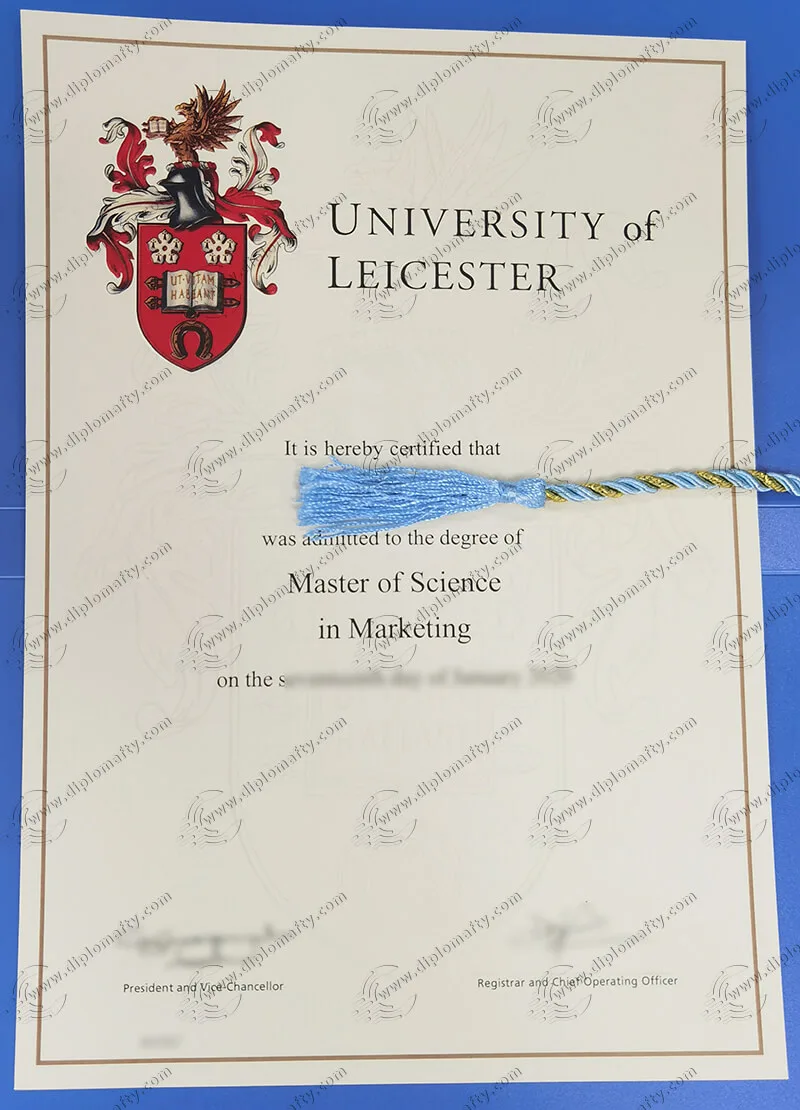 UNIVERSITY of
LEICESTER
UT·VITAM
HABEANT
It is hereby certified that
was admitted to the degree of
Master of Science
in Marketing
on the
President and Vice-Chancellor
Registrar and Chief Operating Officer
www.diplomafty.com